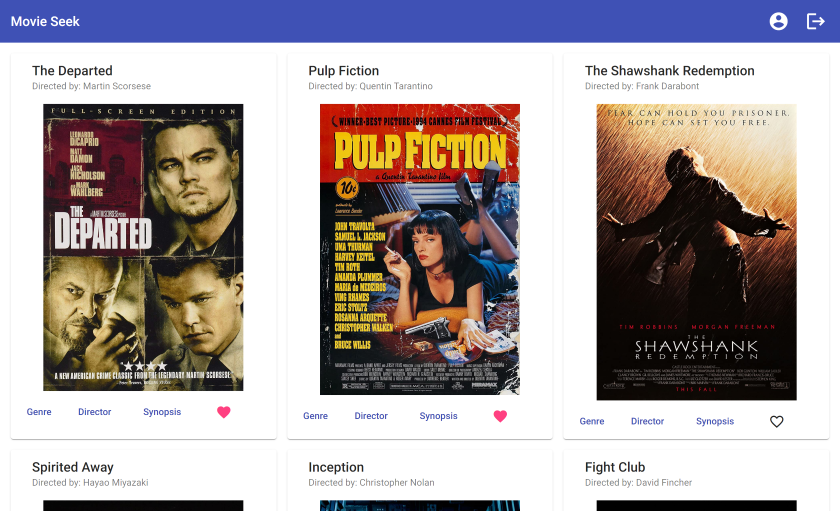 Movie Seek
The Departed
Directed by: Martin Scorsese
FULL-SCREEN EDITION
LEONARDO
DiCAPRIO
MATT
DAMON
JACK
NICHOLSON
AND MARK
WAHLBERG
THE
DEPARTED
A NEW AMERICAN CRIME CLASSIC FROM THE LEGENDARY MARTIN SCORSESE.
Genre
Director
Synopsis
Pulp Fiction
Directed by: Quentin Tarantino
WINNER-BEST PICTURE-1994 CANNES FILM FESTIVAL
PULP FICTION
a Quentin Tarantino film
10¢
JOHN TRAVOLTA
SAMUEL L. JACKSON
UMA THURMAN
HARVEY KEITEL
TIM ROTH
AMANDA PLUMMER
MARIA de MEDEIROS
VING RHAMES
ERIC STOLTZ
ROSANNA ARQUETTE
CHRISTOPHER WALKEN
and
BRUCE WILLIS
MIRAMAX
Genre
Director
Synopsis
The Shawshank Redemption
Directed by: Frank Darabont
FEAR CAN HOLD YOU PRISONER.
HOPE CAN SET YOU FREE.
TIM ROBBINS MORGAN FREEMAN
THE
SHAWSHANK
REDEMPTION
THIS FALL
Genre
Director
Synopsis
Spirited Away
Directed by: Hayao Miyazaki
Inception
Directed by: Christopher Nolan
Fight Club
Directed by: David Fincher